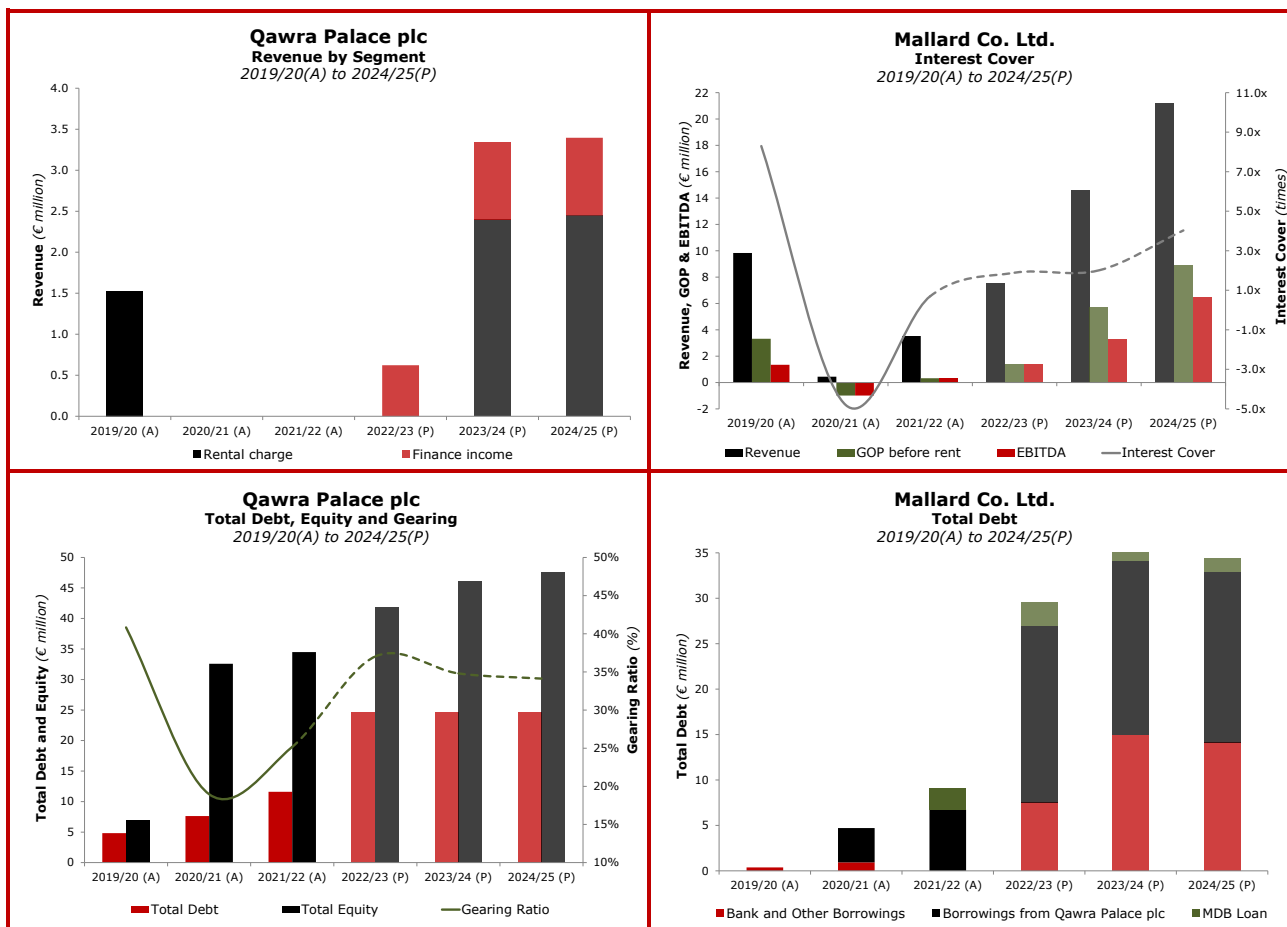 Qawra Palace plc
Revenue by Segment
2019/20(A) to 2024/25(P)
Revenue (€ million)
4.0
3.5
3.0
2.5
2.0
1.5
1.0
0.5
0.0
2019/20 (A) 2020/21 (A) 2021/22 (A) 2022/23 (P) 2023/24 (P) 2024/25 (P)
Rental charge Finance income
Mallard Co. Ltd.
Interest Cover
2019/20(A) to 2024/25(P)
Revenue, GOP & EBITDA (€ million)
22
20
18
16
14
12
10
8
6
4
2
0
-2
11.0x
9.0x
7.0x
5.0x
3.0x
1.0x
-1.0x
-3.0x
-5.0x
Interest Cover (times)
2019/20 (A) 2020/21 (A) 2021/22 (A) 2022/23 (P) 2023/24 (P) 2024/25 (P)
Revenue GOP before rent EBITDA Interest Cover
Qawra Palace plc
Total Debt, Equity and Gearing
2019/20(A) to 2024/25(P)
Total Debt and Equity (€ million)
50
45
40
35
30
25
20
15
10
5
0
50%
45%
40%
35%
30%
25%
20%
15%
10%
Gearing Ratio (%)
2019/20 (A) 2020/21 (A) 2021/22 (A) 2022/23 (P) 2023/24 (P) 2024/25 (P)
Total Debt Total Equity Gearing Ratio
Mallard Co. Ltd.
Total Debt
2019/20(A) to 2024/25(P)
Total Debt (€ million)
35
30
25
20
15
10
5
0
2019/20 (A) 2020/21 (A) 2021/22 (A) 2022/23 (P) 2023/24 (P) 2024/25 (P)
Bank and Other Borrowings Borrowings from Qawra Palace plc MDB Loan